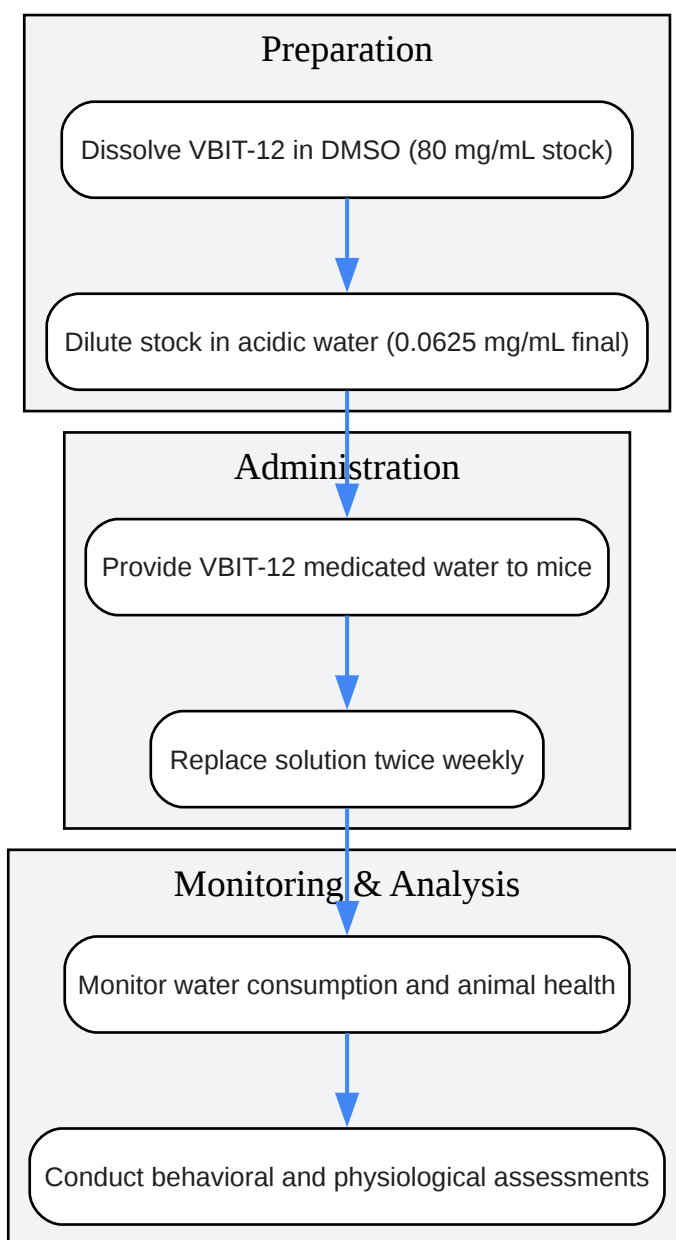 Preparation
Dissolve VBIT-12 in DMSO (80 mg/mL stock)
Dilute stock in acidic water (0.0625 mg/mL final)
Administration
Provide VBIT-12 medicated water to mice
Replace solution twice weekly
Monitoring & Analysis
Monitor water consumption and animal health
Conduct behavioral and physiological assessments